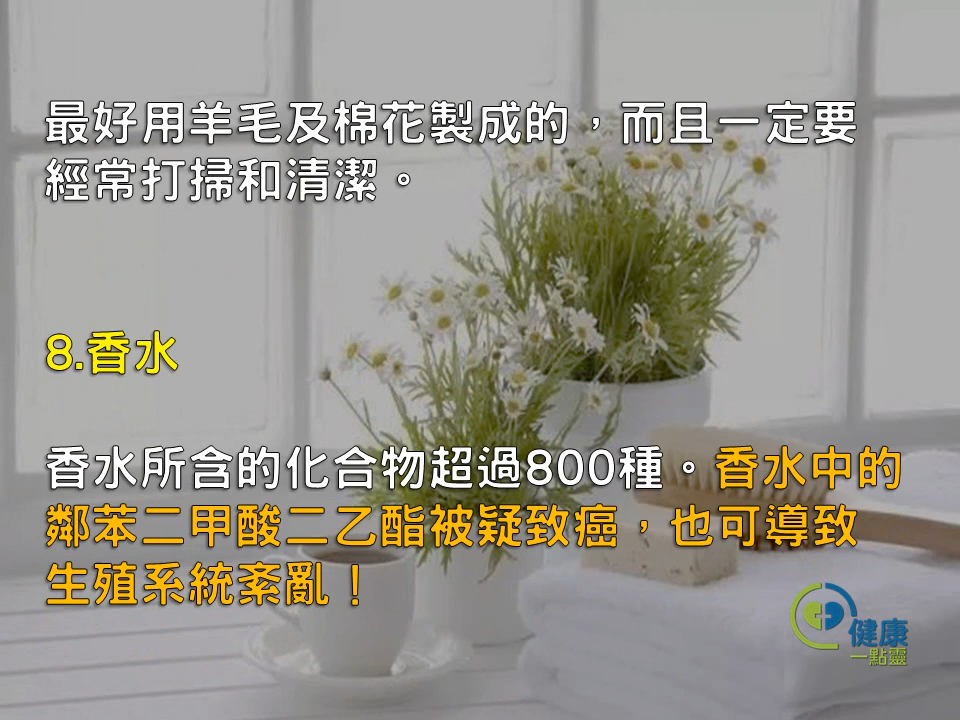 最好用羊毛及棉花製成的，而且一定要
經常打掃和清潔。
8.香水
香水所含的化合物超過800種。香水中的
鄰苯二甲酸二乙酯被疑致癌，也可導致
生殖系統紊亂！
健康
一點靈